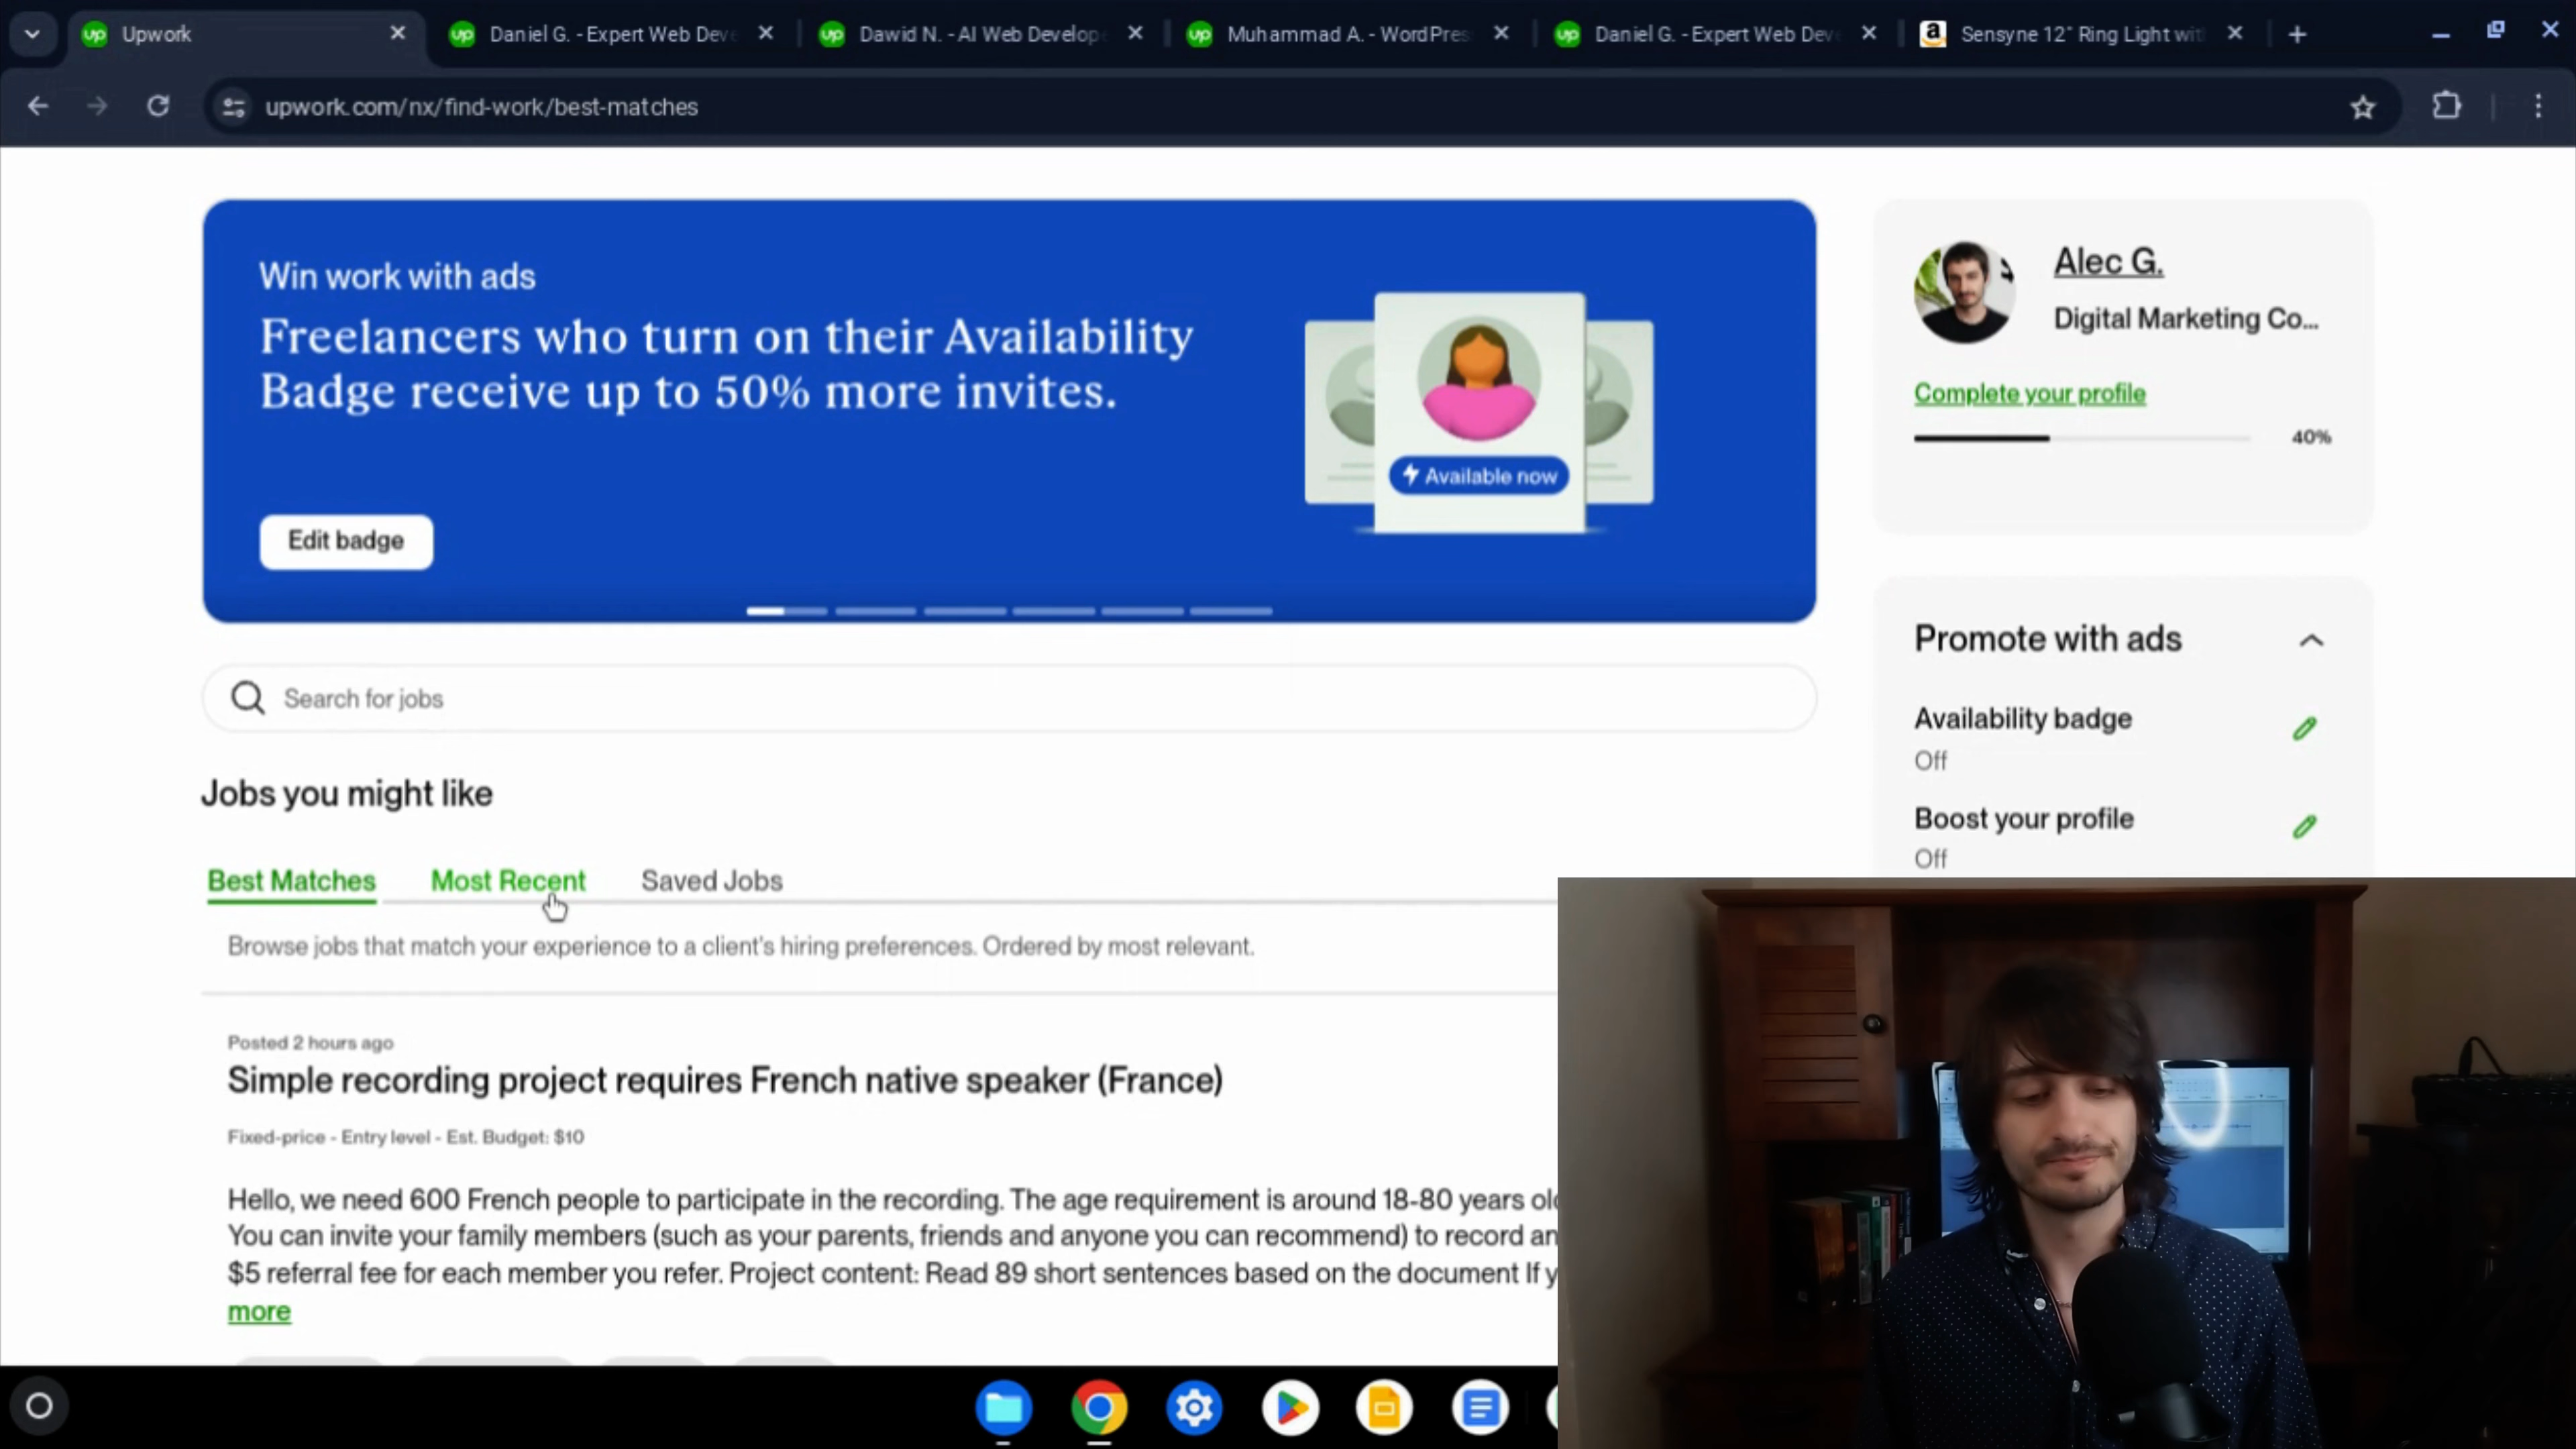 Upwork
Daniel G. - Expert Web Deve
Dawid N. - AI Web Develope
Muhammad A. - WordPres
Daniel G. - Expert Web Deve
Sensyne 12" Ring Light wit
upwork.com/nx/find-work/best-matches
Win work with ads
Freelancers who turn on their Availability
Badge receive up to 50% more invites.
Available now
Edit badge
Alec G.
Digital Marketing Co...
Complete your profile
40%
Promote with ads
Availability badge
Off
Boost your profile
Off
Search for jobs
Jobs you might like
Best Matches
Most Recent
Saved Jobs
Browse jobs that match your experience to a client's hiring preferences. Ordered by most relevant.
Posted 2 hours ago
Simple recording project requires French native speaker (France)
Fixed-price - Entry level - Est. Budget: $10
Hello, we need 600 French people to participate in the recording. The age requirement is around 18-80 years old
You can invite your family members (such as your parents, friends and anyone you can recommend) to record an
$5 referral fee for each member you refer. Project content: Read 89 short sentences based on the document If y
more